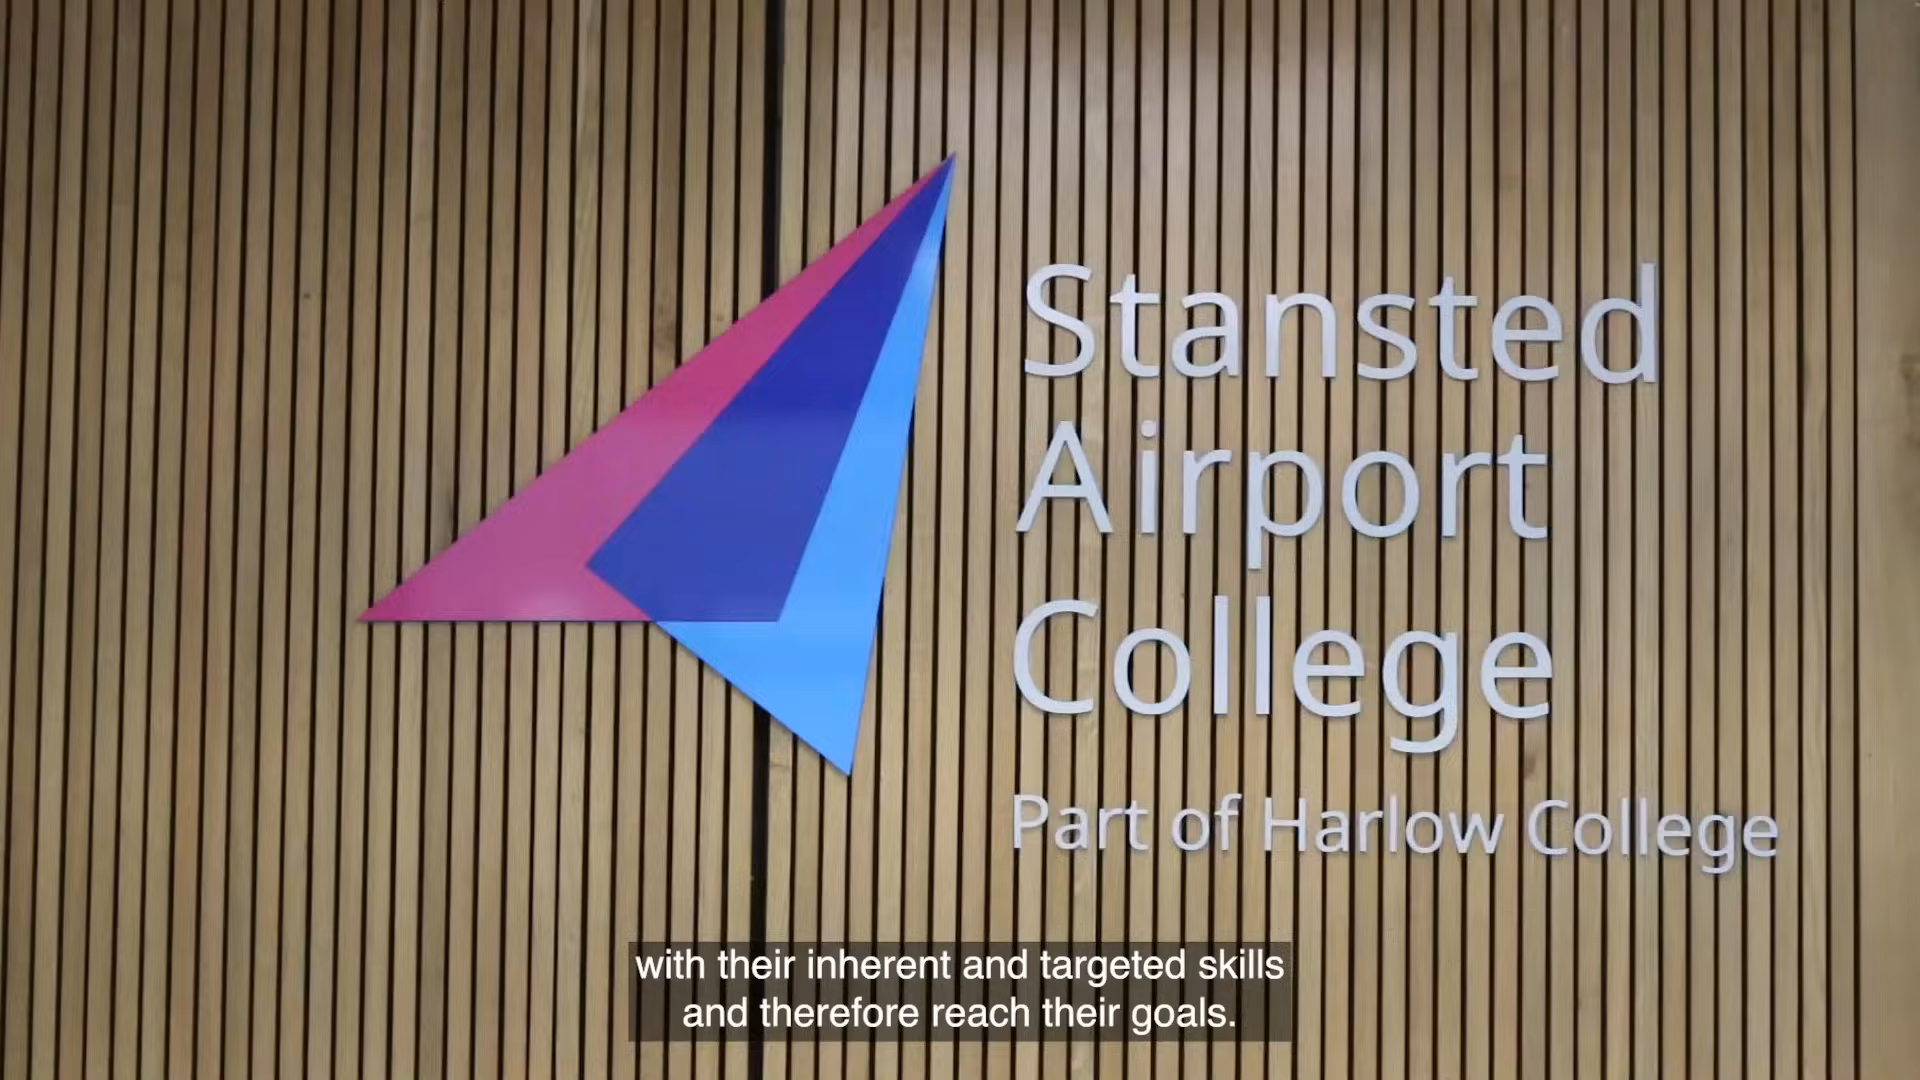 Stansted
Airport
College
Part of Harlow College
with their inherent and targeted skills
and therefore reach their goals.